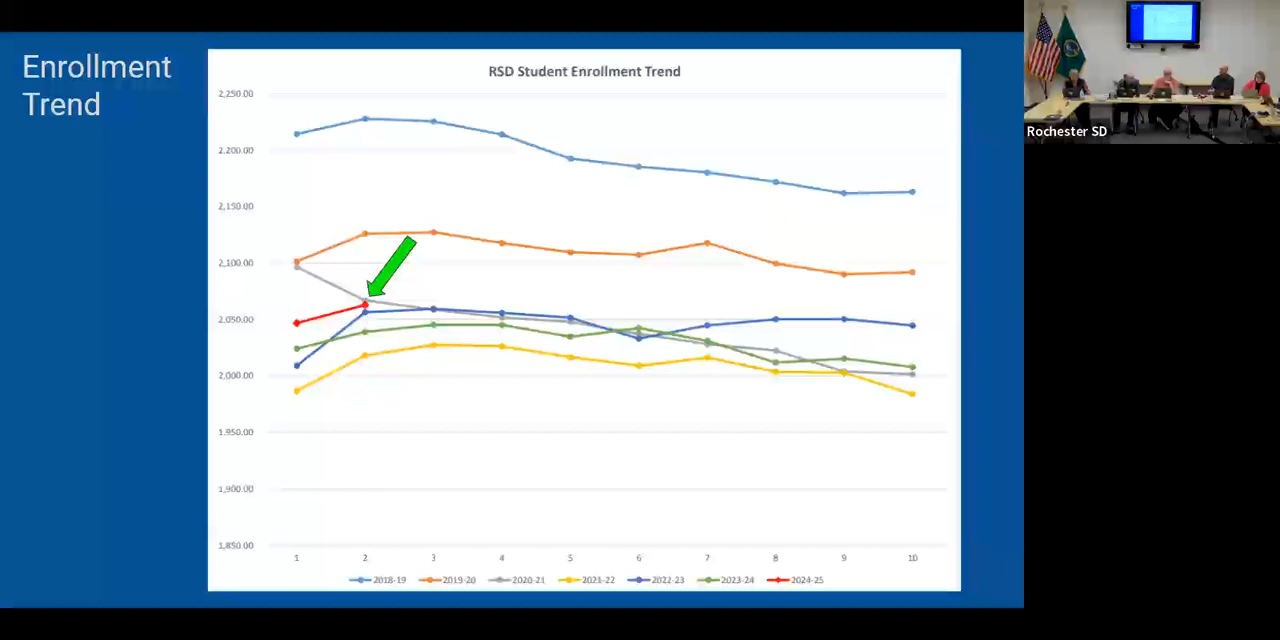 Enrollment
Trend
RSD Student Enrollment Trend
2,250.00
2,200.00
2,150.00
2,100.00
2,050.00
2,000.00
1,950.00
1,900.00
1,850.00
1 2 3 4 5 6 7 8 9 10
2018-19 2019-20 2020-21 2021-22 2022-23 2023-24 2024-25
Rochester SD